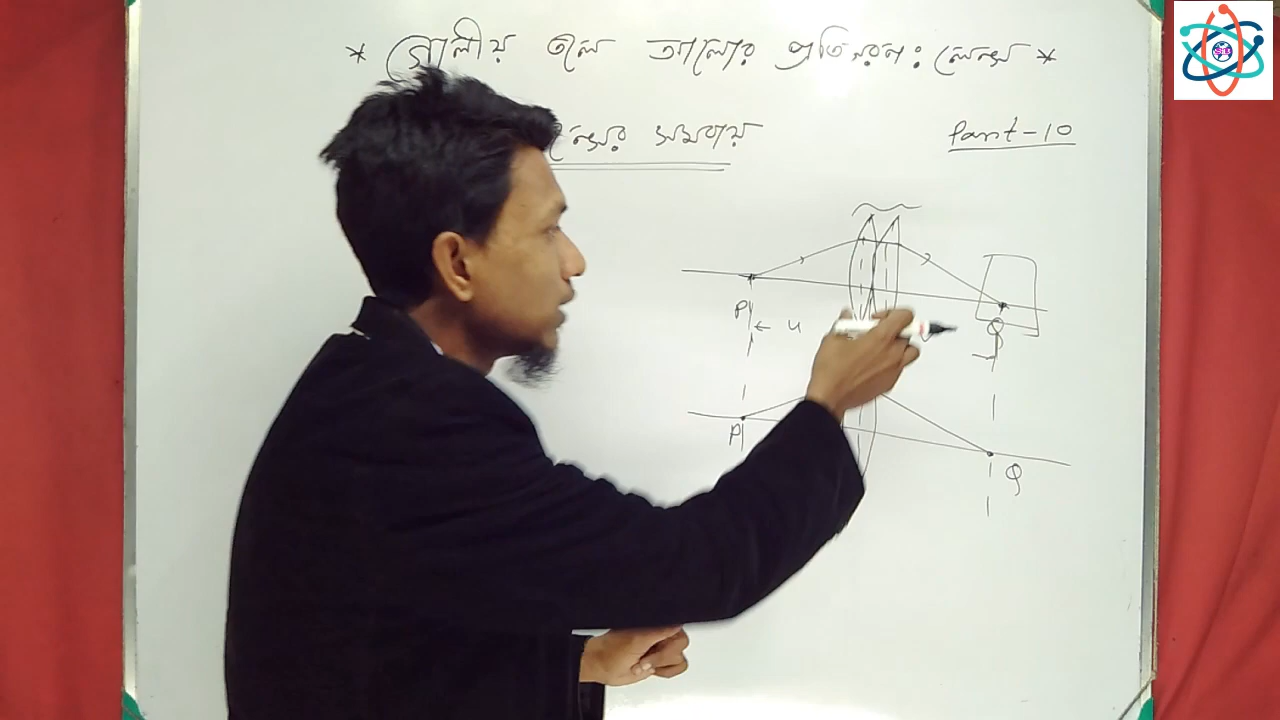 * গোলীয় তলে আলোর প্রতিসরণ : লেন্স *
ন্সের সমবায়
Part-10
P
u
Q
P
Q